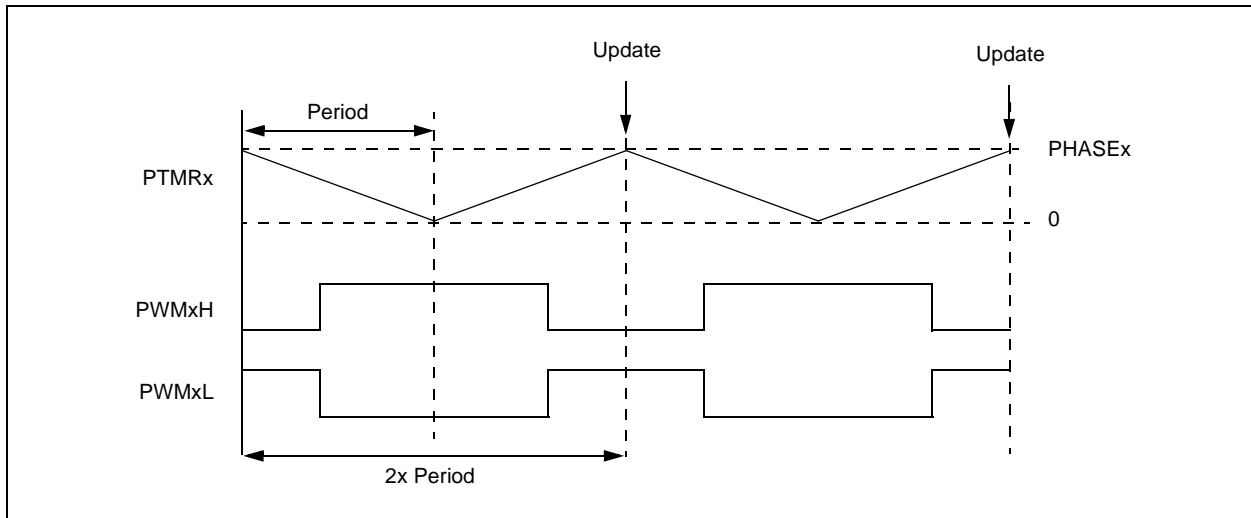 Update
Update
Period
PHASEx
PTMRx
0
PWMxH
PWMxL
2x Period